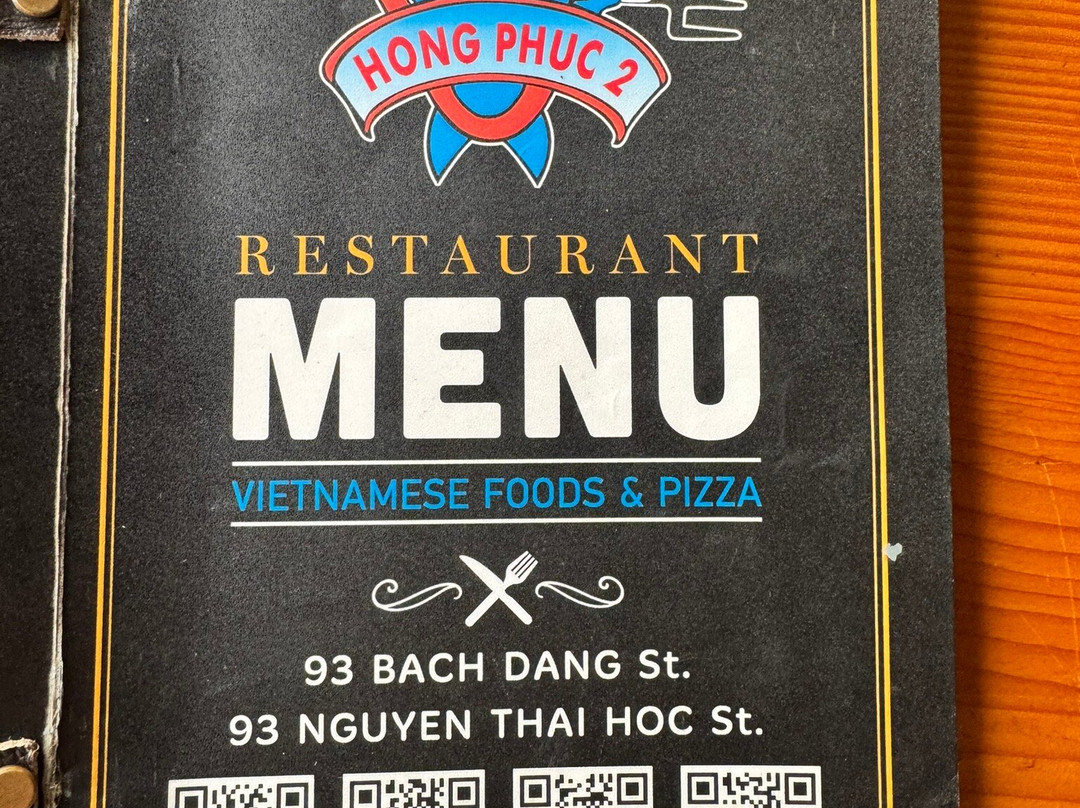 HONG PHUC 2
RESTAURANT
MENU
VIETNAMESE FOODS & PIZZA
93 BACH DANG St.
93 NGUYEN THAI HOC St.